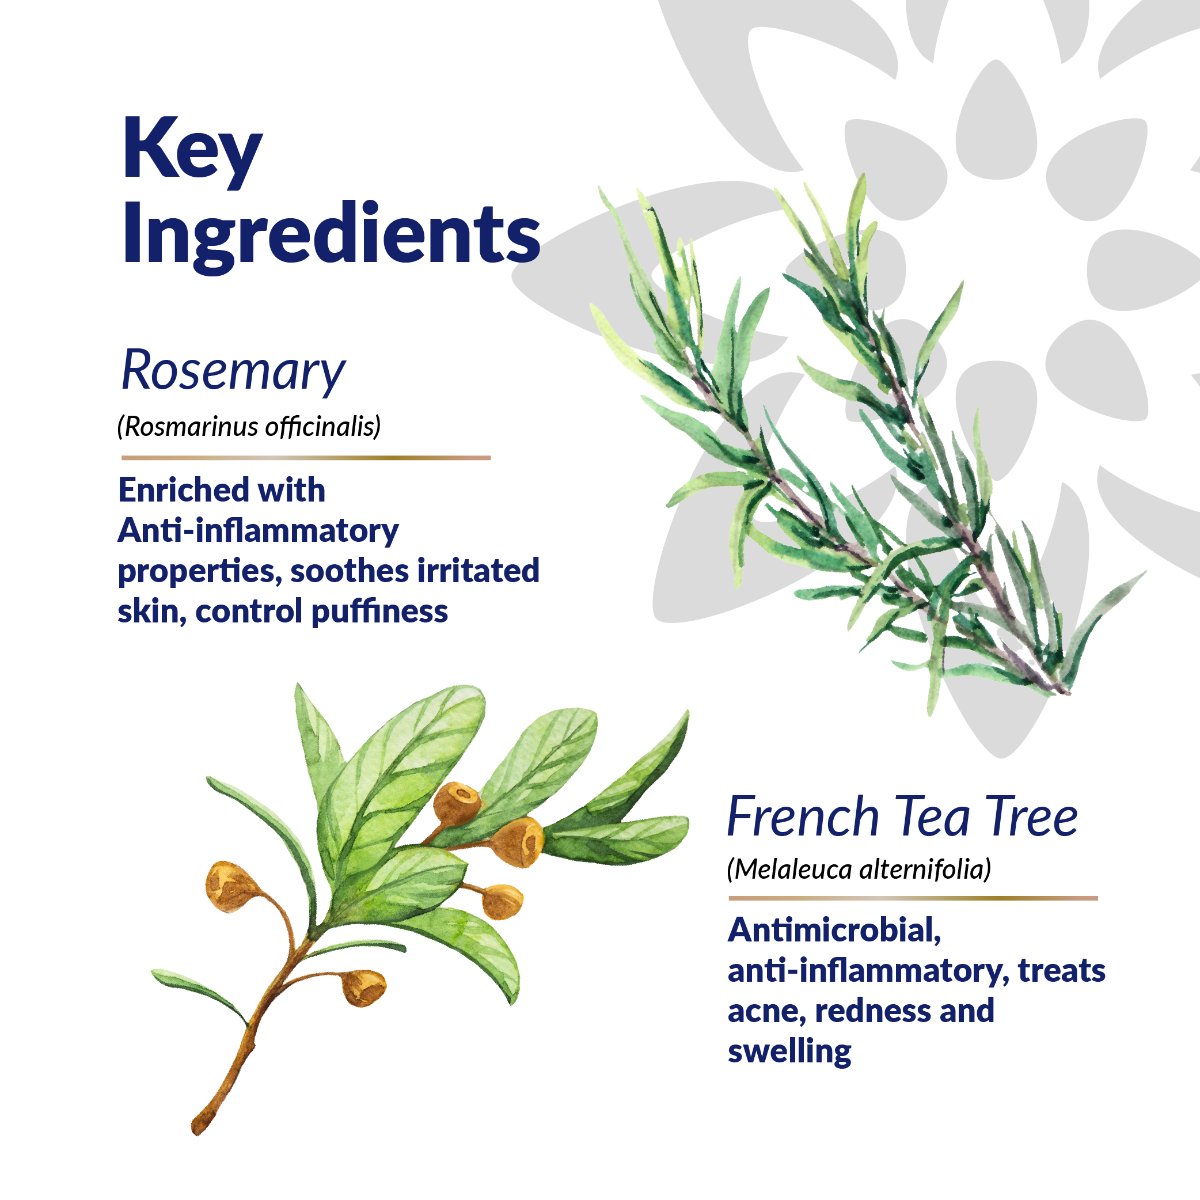 Key
Ingredients
Rosemary
(Rosmarinus officinalis)
Enriched with
Anti-inflammatory
properties, soothes irritated
skin, control puffiness
French Tea Tree
(Melaleuca alternifolia)
Antimicrobial,
anti-inflammatory, treats
acne, redness and
swelling